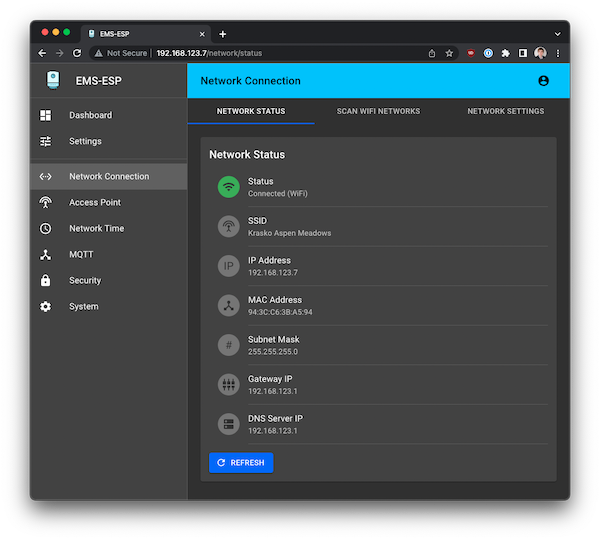 EMS-ESP
Not Secure | 192.168.123.7/network/status
EMS-ESP
Network Connection
Dashboard
Settings
Network Connection
Access Point
Network Time
MQTT
Security
System
NETWORK STATUS
SCAN WIFI NETWORKS
NETWORK SETTINGS
Network Status
Status
Connected (WiFi)
SSID
Krasko Aspen Meadows
IP
IP Address
192.168.123.7
MAC Address
94:3C:C6:3B:A5:94
#
Subnet Mask
255.255.255.0
Gateway IP
192.168.123.1
DNS Server IP
192.168.123.1
REFRESH